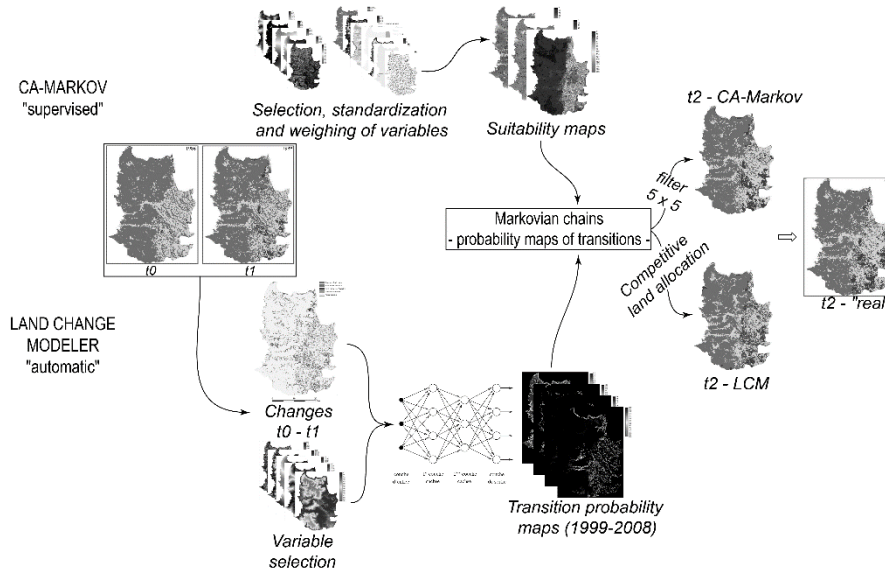 CA-MARKOV
"supervised"
Selection, standardization
and weighing of variables
Suitability maps
t2 - CA-Markov
filter
5 x 5
Markovian chains
- probability maps of transitions -
Competitive
land allocation
t0
t1
t2 - "real
LAND CHANGE
MODELER
"automatic"
Changes
t0 - t1
t2 - LCM
Variable
selection
Transition probability
maps (1999-2008)